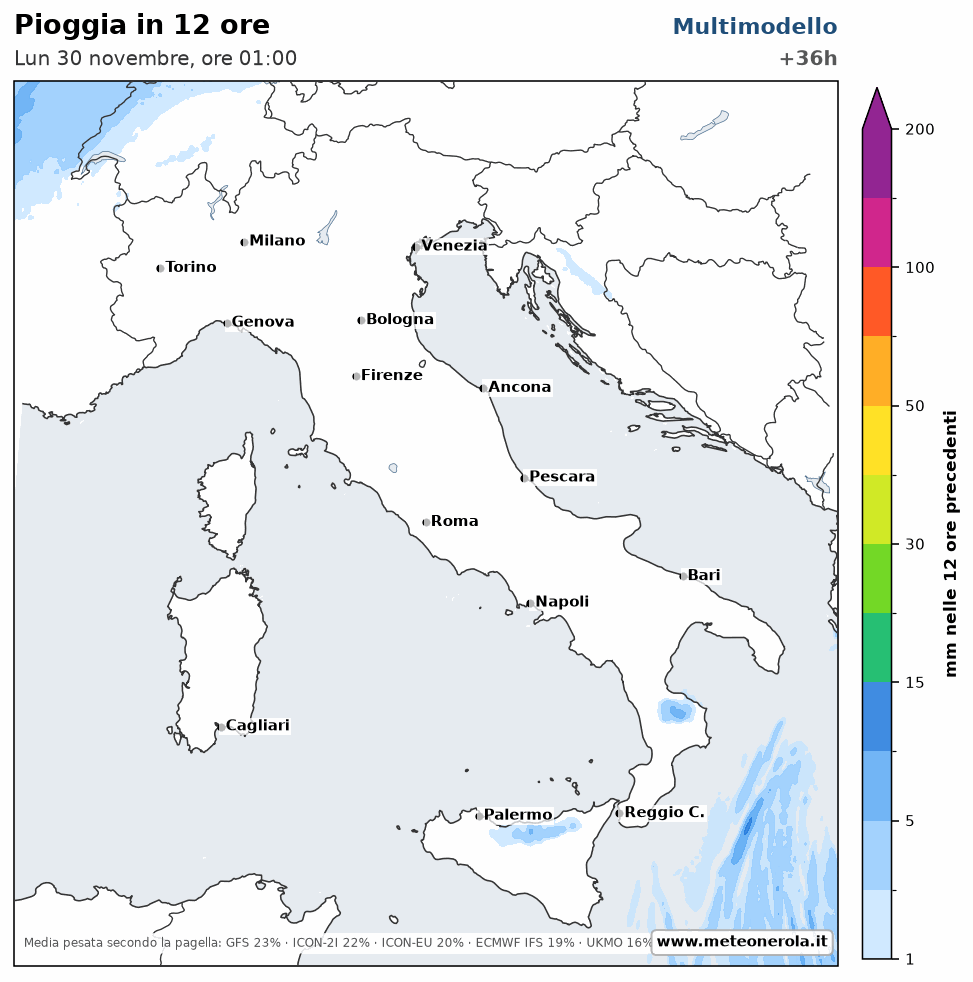 Pioggia in 12 ore
Multimodello
Lun 30 novembre, ore 01:00
+36h
200
100
50
30
15
5
1
mm nelle 12 ore precedenti
Milano
Venezia
Torino
Genova
Bologna
Firenze
Ancona
Pescara
Roma
Bari
Napoli
Cagliari
Palermo
Reggio C.
Media pesata secondo la pagella: GFS 23% · ICON-2I 22% · ICON-EU 20% · ECMWF IFS 19% · UKMO 16%
www.meteonerola.it